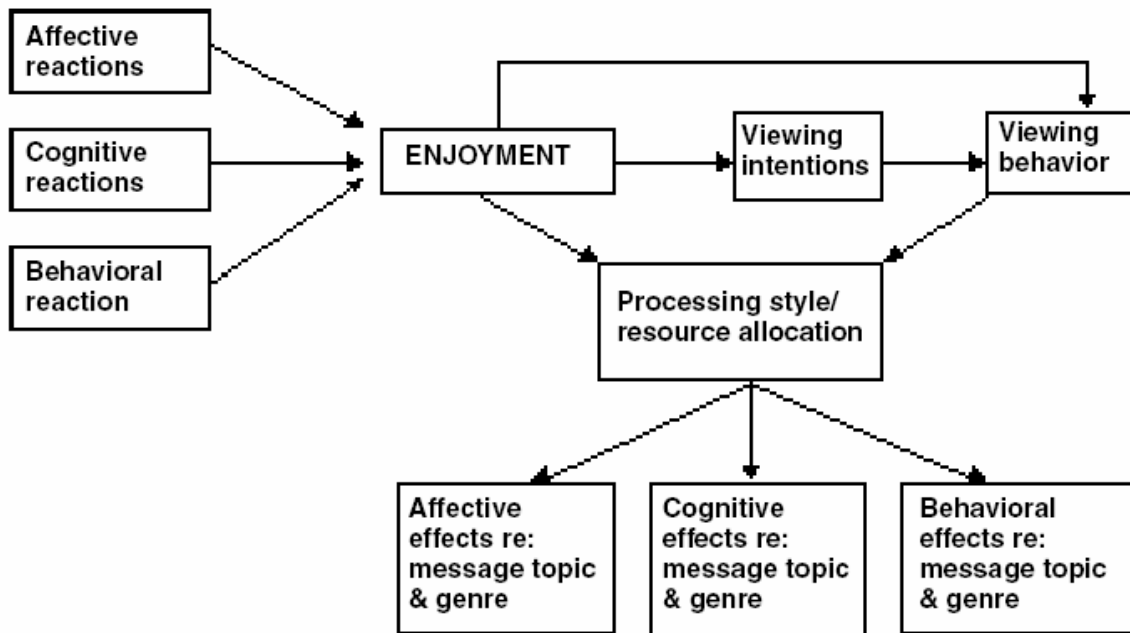 Affective
reactions
Cognitive
reactions
Behavioral
reaction
ENJOYMENT
Viewing
intentions
Viewing
behavior
Processing style/
resource allocation
Affective
effects re:
message topic
& genre
Cognitive
effects re:
message topic
& genre
Behavioral
effects re:
message topic
& genre